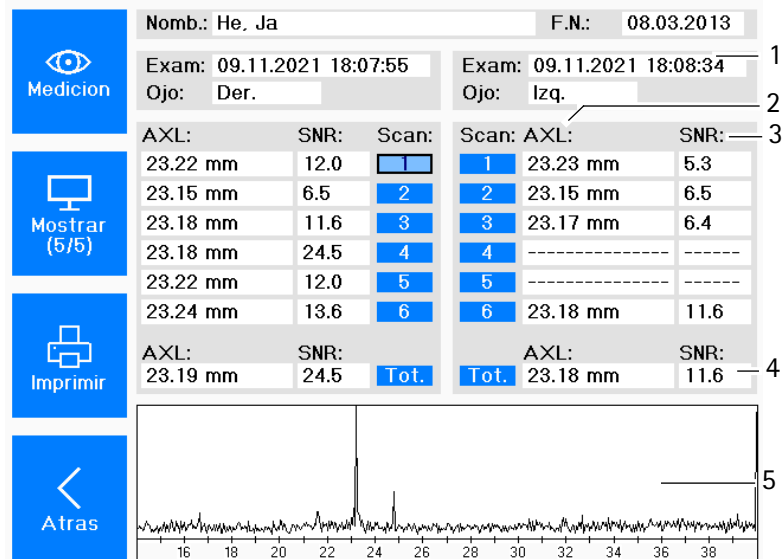 Nomb.: He, Ja F.N.: 08.03.2013
Medicion
Mostrar
(5/5)
Imprimir
Atras
Exam: 09.11.2021 18:07:55
Ojo: Der.
Exam: 09.11.2021 18:08:34
Ojo: Izq.
AXL: SNR: Scan:
23.22 mm 12.0 1
23.15 mm 6.5 2
23.18 mm 11.6 3
23.18 mm 24.5 4
23.22 mm 12.0 5
23.24 mm 13.6 6
AXL: SNR:
23.19 mm 24.5 Tot.
Scan: AXL: SNR:
1 23.23 mm 5.3
2 23.15 mm 6.5
3 23.17 mm 6.4
4 --------------- ------
5 --------------- ------
6 23.18 mm 11.6
AXL: SNR:
Tot. 23.18 mm 11.6
16 18 20 22 24 26 28 30 32 34 36 38
1
2
3
4
5